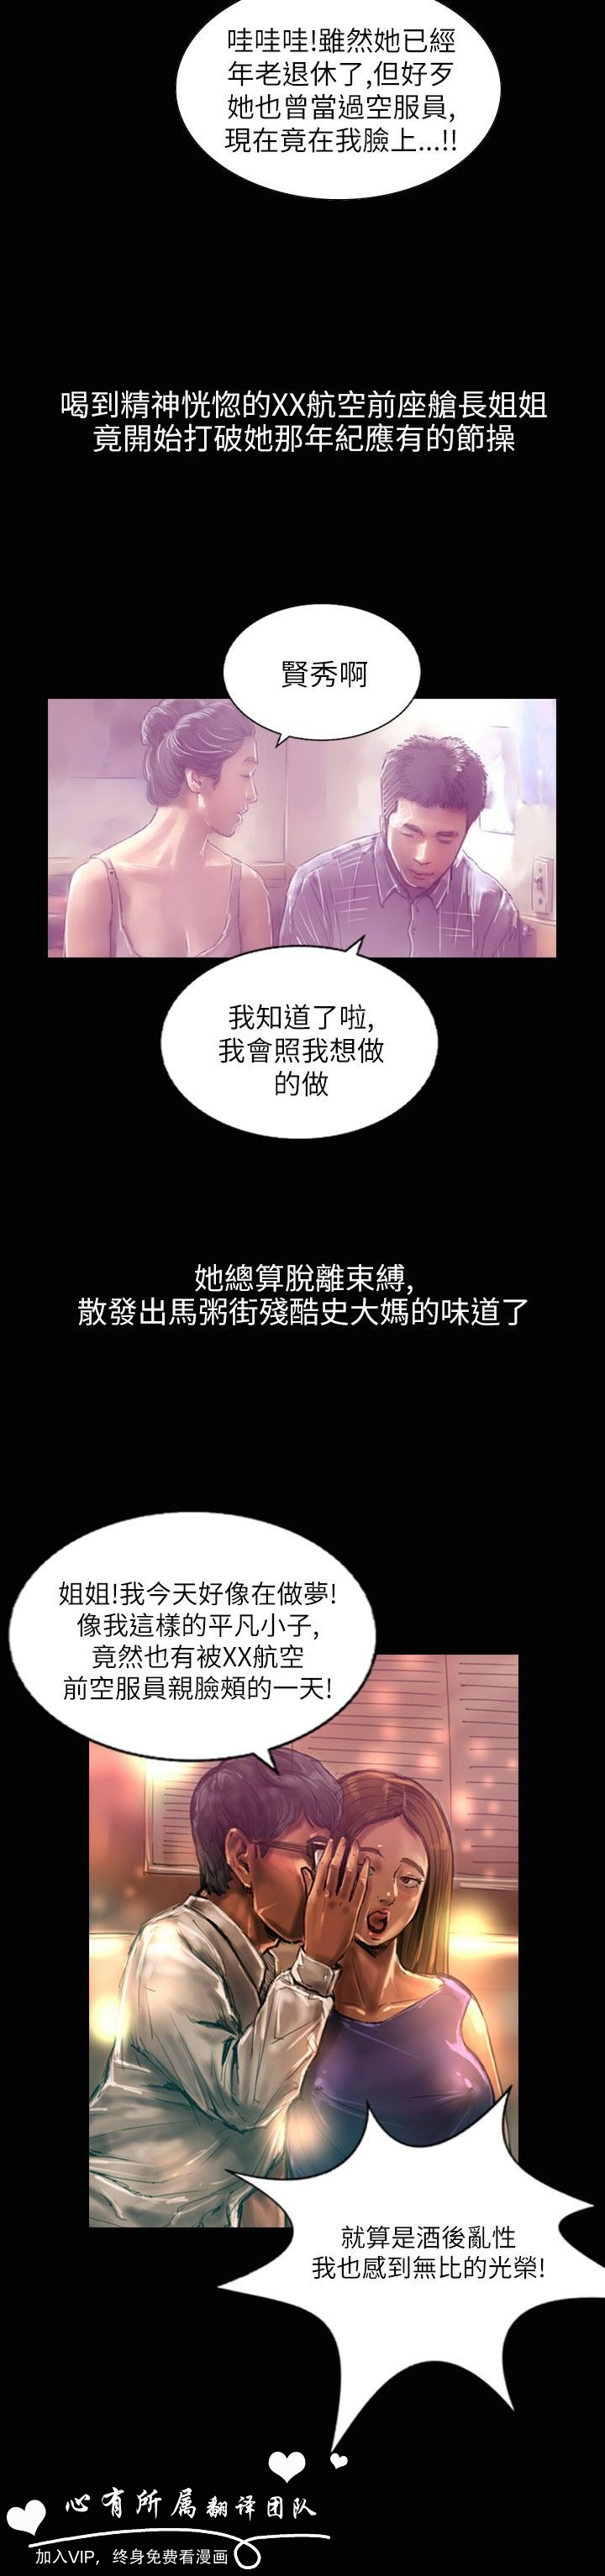 哇哇哇!雖然她已經
年老退休了,但好歹
她也曾當過空服員,
現在竟在我臉上...!!
喝到精神恍惚的XX航空前座艙長姐姐
竟開始打破她那年紀應有的節操
賢秀啊
我知道了啦,
我會照我想做
的做
她總算脫離束縛,
散發出馬粥街殘酷史大媽的味道了
姐姐!我今天好像在做夢!
像我這樣的平凡小子,
竟然也有被XX航空
前空服員親臉頰的一天!
就算是酒後亂性
我也感到無比的光榮!
心有所属翻译团队
加入VIP，终身免费看漫画